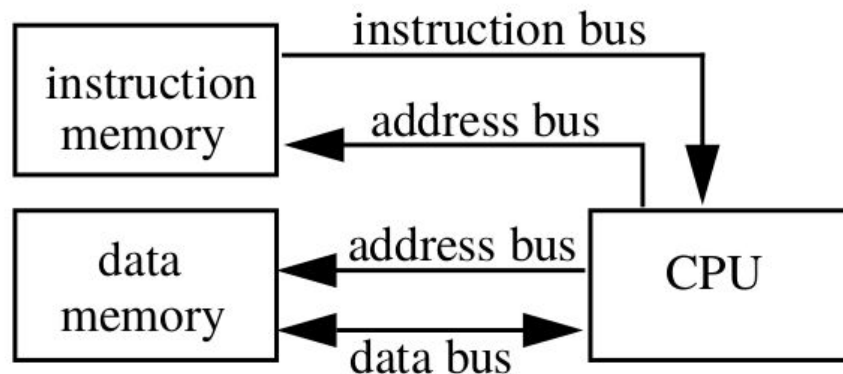 instruction bus
instruction
memory
address bus
address bus
data
memory
CPU
data bus